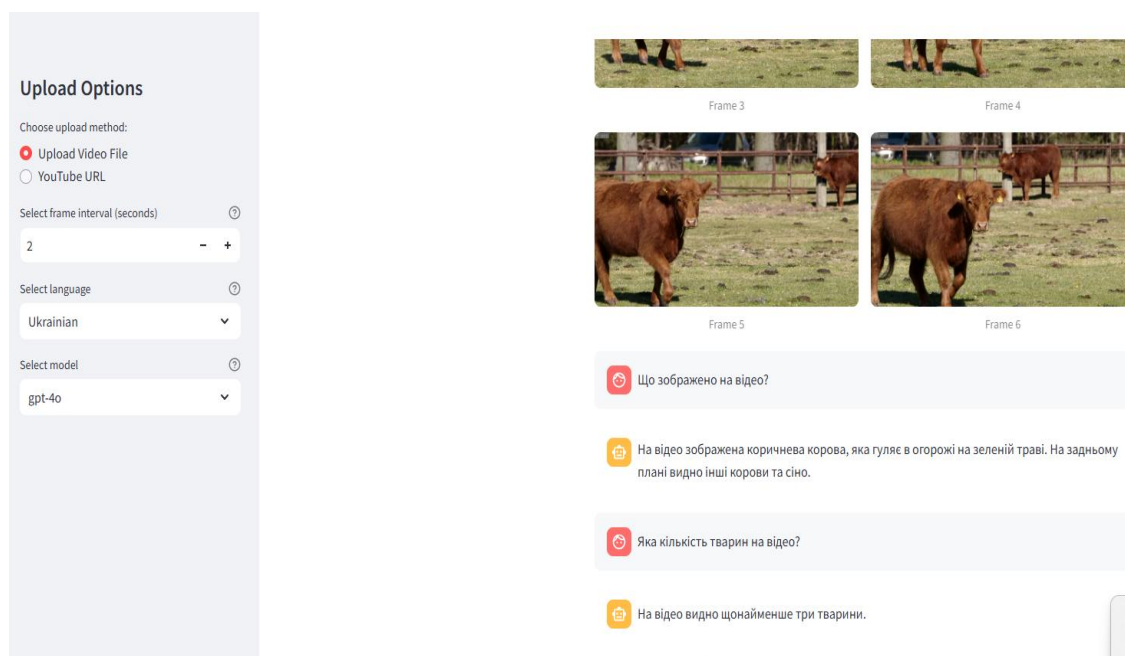 Upload Options
Choose upload method:
Upload Video File
YouTube URL
Select frame interval (seconds)
2
Select language
Ukrainian
Select model
gpt-4o
Frame 3
Frame 4
Frame 5
Frame 6
Що зображено на відео?
На відео зображена коричнева корова, яка гуляє в огорожі на зеленій траві. На задньому
плані видно інші корови та сіно.
Яка кількість тварин на відео?
На відео видно щонайменше три тварини.